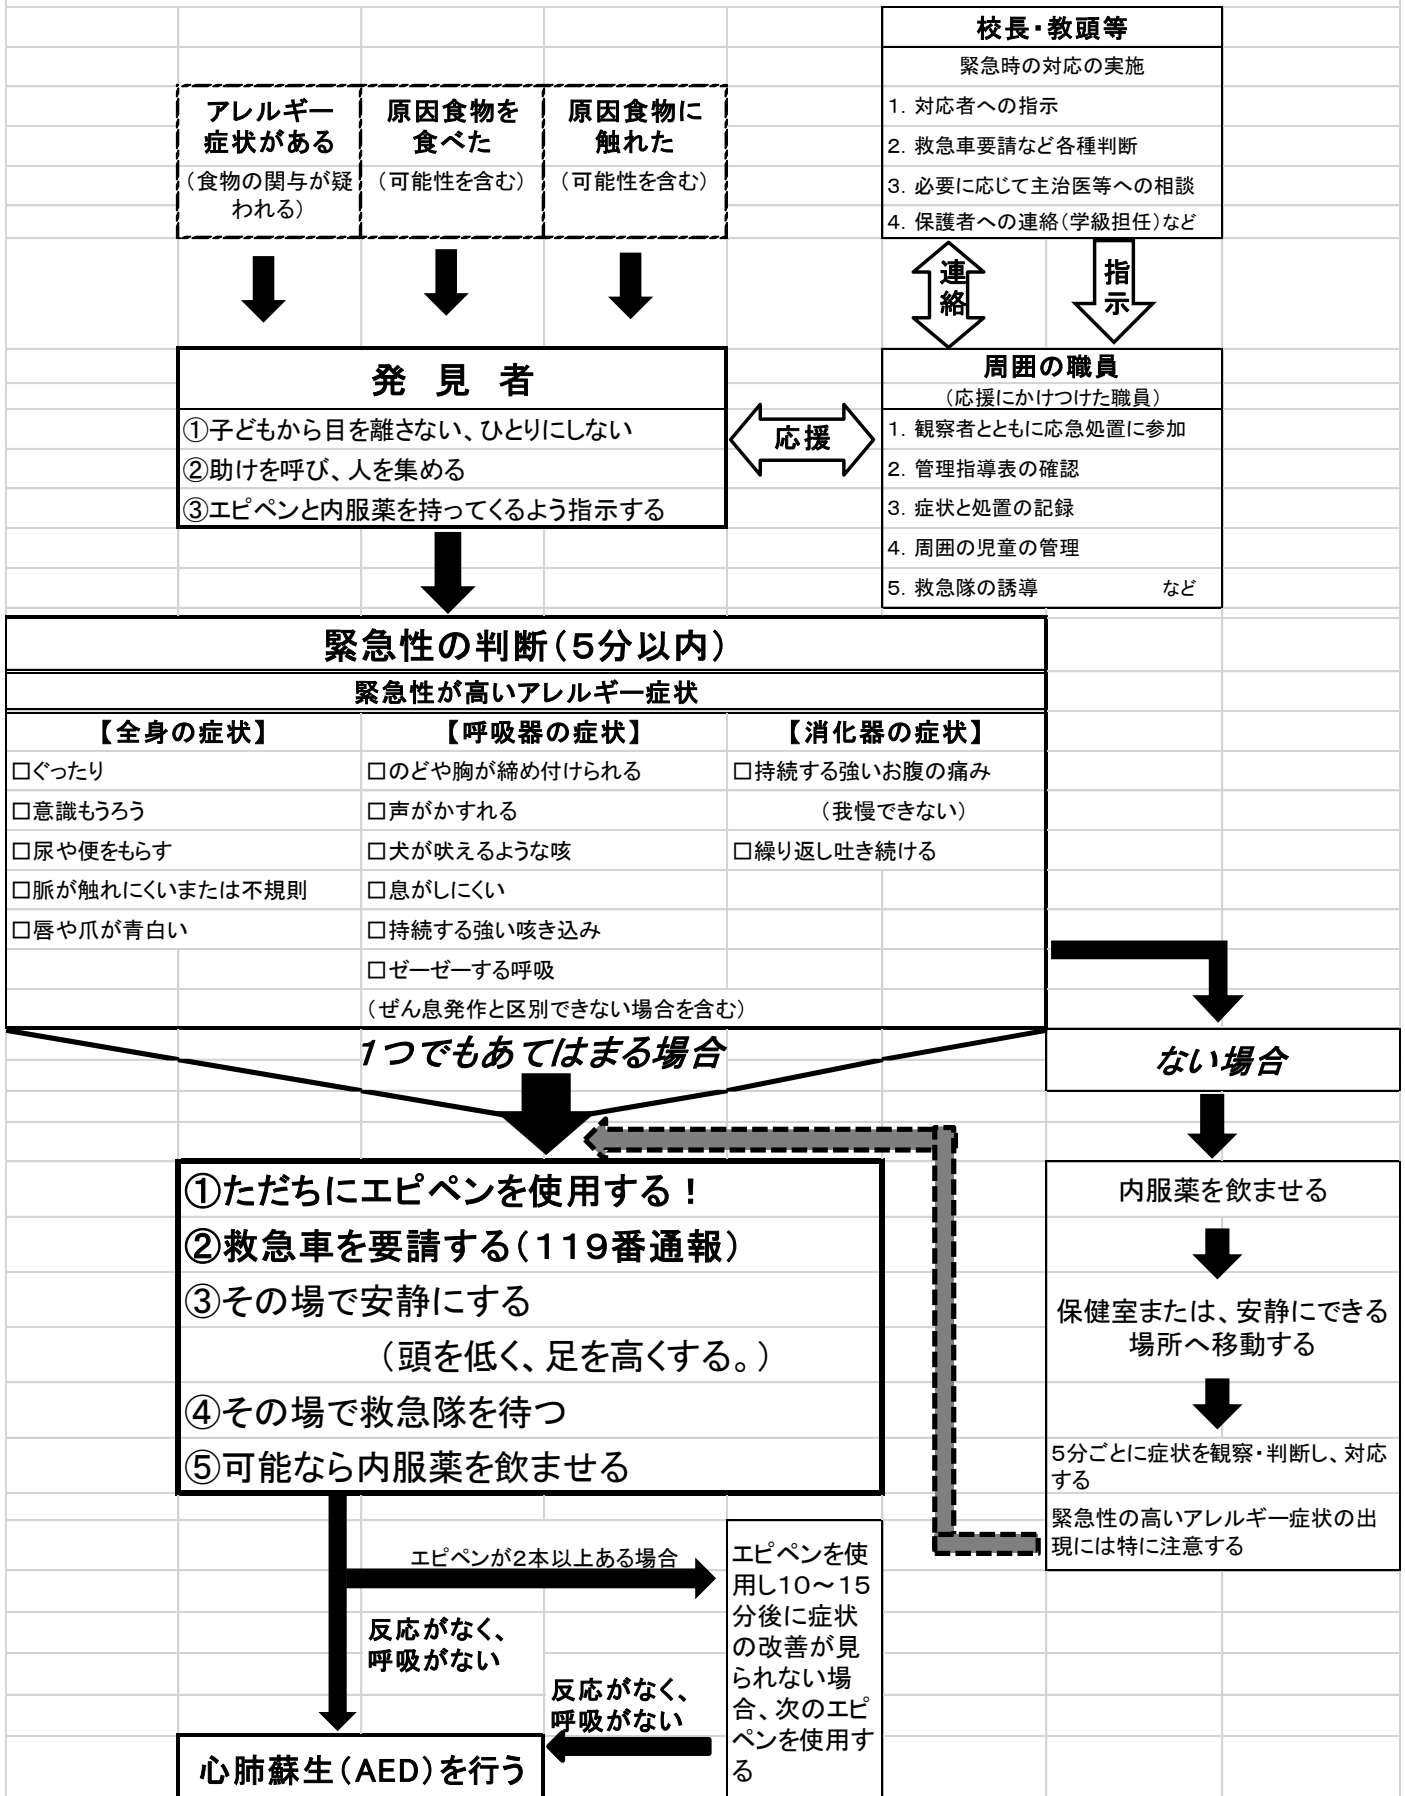 校長・教頭等
緊急時の対応の実施
1. 対応者への指示
2. 救急車要請など各種判断
3. 必要に応じて主治医等への相談
4. 保護者への連絡（学級担任）など
アレルギー
症状がある
（食物の関与が疑
われる）
原因食物を
食べた
（可能性を含む）
原因食物に
触れた
（可能性を含む）
連
絡
指
示
発　見　者
①子どもから目を離さない、ひとりにしない
②助けを呼び、人を集める
③エピペンと内服薬を持ってくるよう指示する
応援
周囲の職員
（応援にかけつけた職員）
1. 観察者とともに応急処置に参加
2. 管理指導表の確認
3. 症状と処置の記録
4. 周囲の児童の管理
5. 救急隊の誘導　　　　　など
緊急性の判断（５分以内）
緊急性が高いアレルギー症状
【全身の症状】
□ぐったり
□意識もうろう
□尿や便をもらす
□脈が触れにくいまたは不規則
□唇や爪が青白い
【呼吸器の症状】
□のどや胸が締め付けられる
□声がかすれる
□犬が吠えるような咳
□息がしにくい
□持続する強い咳き込み
□ゼーゼーする呼吸
（ぜん息発作と区別できない場合を含む）
【消化器の症状】
□持続する強いお腹の痛み
（我慢できない）
□繰り返し吐き続ける
１つでもあてはまる場合
ない場合
①ただちにエピペンを使用する！
②救急車を要請する（１１９番通報）
③その場で安静にする
（頭を低く、足を高くする。）
④その場で救急隊を待つ
⑤可能なら内服薬を飲ませる
内服薬を飲ませる
保健室または、安静にできる
場所へ移動する
５分ごとに症状を観察・判断し、対応
する
緊急性の高いアレルギー症状の出
現には特に注意する
エピペンが２本以上ある場合
反応がなく、
呼吸がない
エピペンを使
用し１０～１５
分後に症状
の改善が見
られない場
合、次のエピ
ペンを使用す
る
反応がなく、
呼吸がない
心肺蘇生（AED）を行う